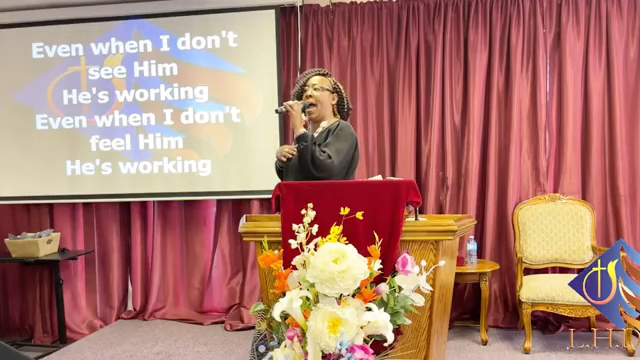 Even when I don't
see Him
He's working
Even when I don't
feel Him
He's working
L.H.I